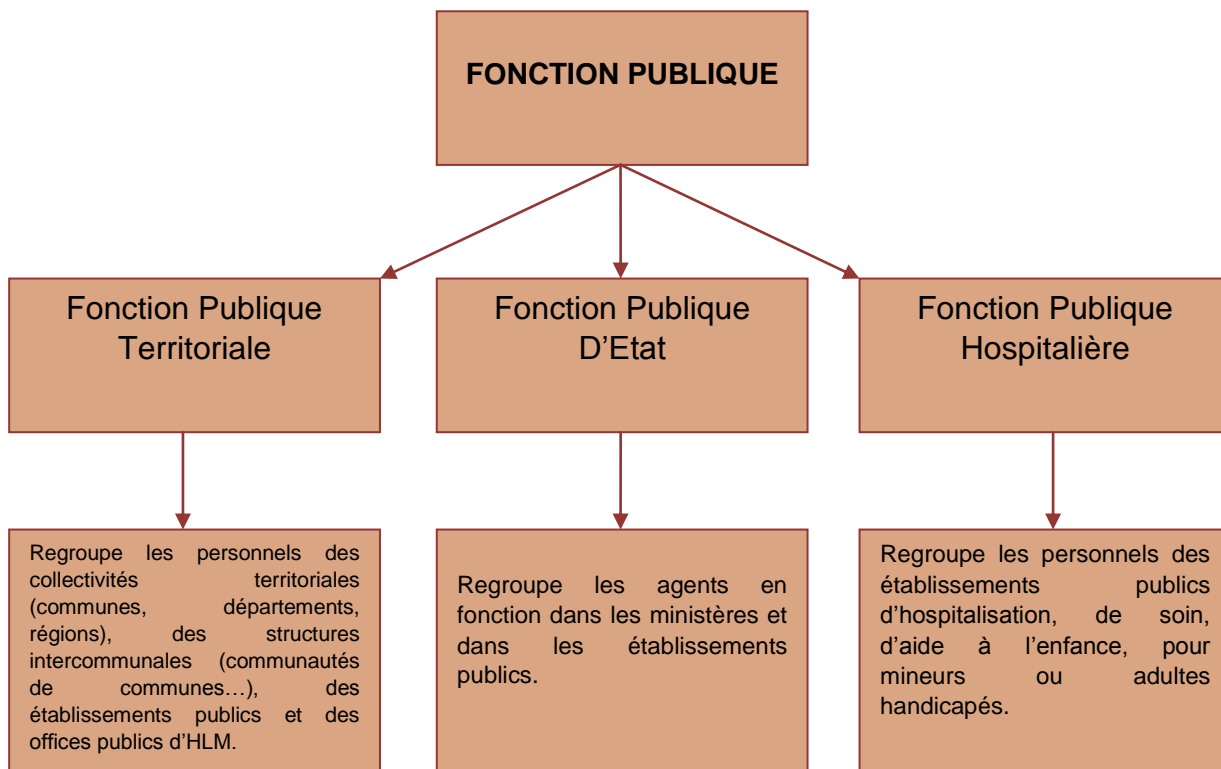 FONCTION PUBLIQUE
Fonction Publique
Territoriale
Fonction Publique
D’Etat
Fonction Publique
Hospitalière
Regroupe les personnels des
collectivités territoriales
(communes, départements,
régions), des structures
intercommunales (communautés
de communes…), des
établissements publics et des
offices publics d’HLM.
Regroupe les agents en
fonction dans les ministères et
dans les établissements
publics.
Regroupe les personnels des
établissements publics
d’hospitalisation, de soin,
d’aide à l’enfance, pour
mineurs ou adultes
handicapés.